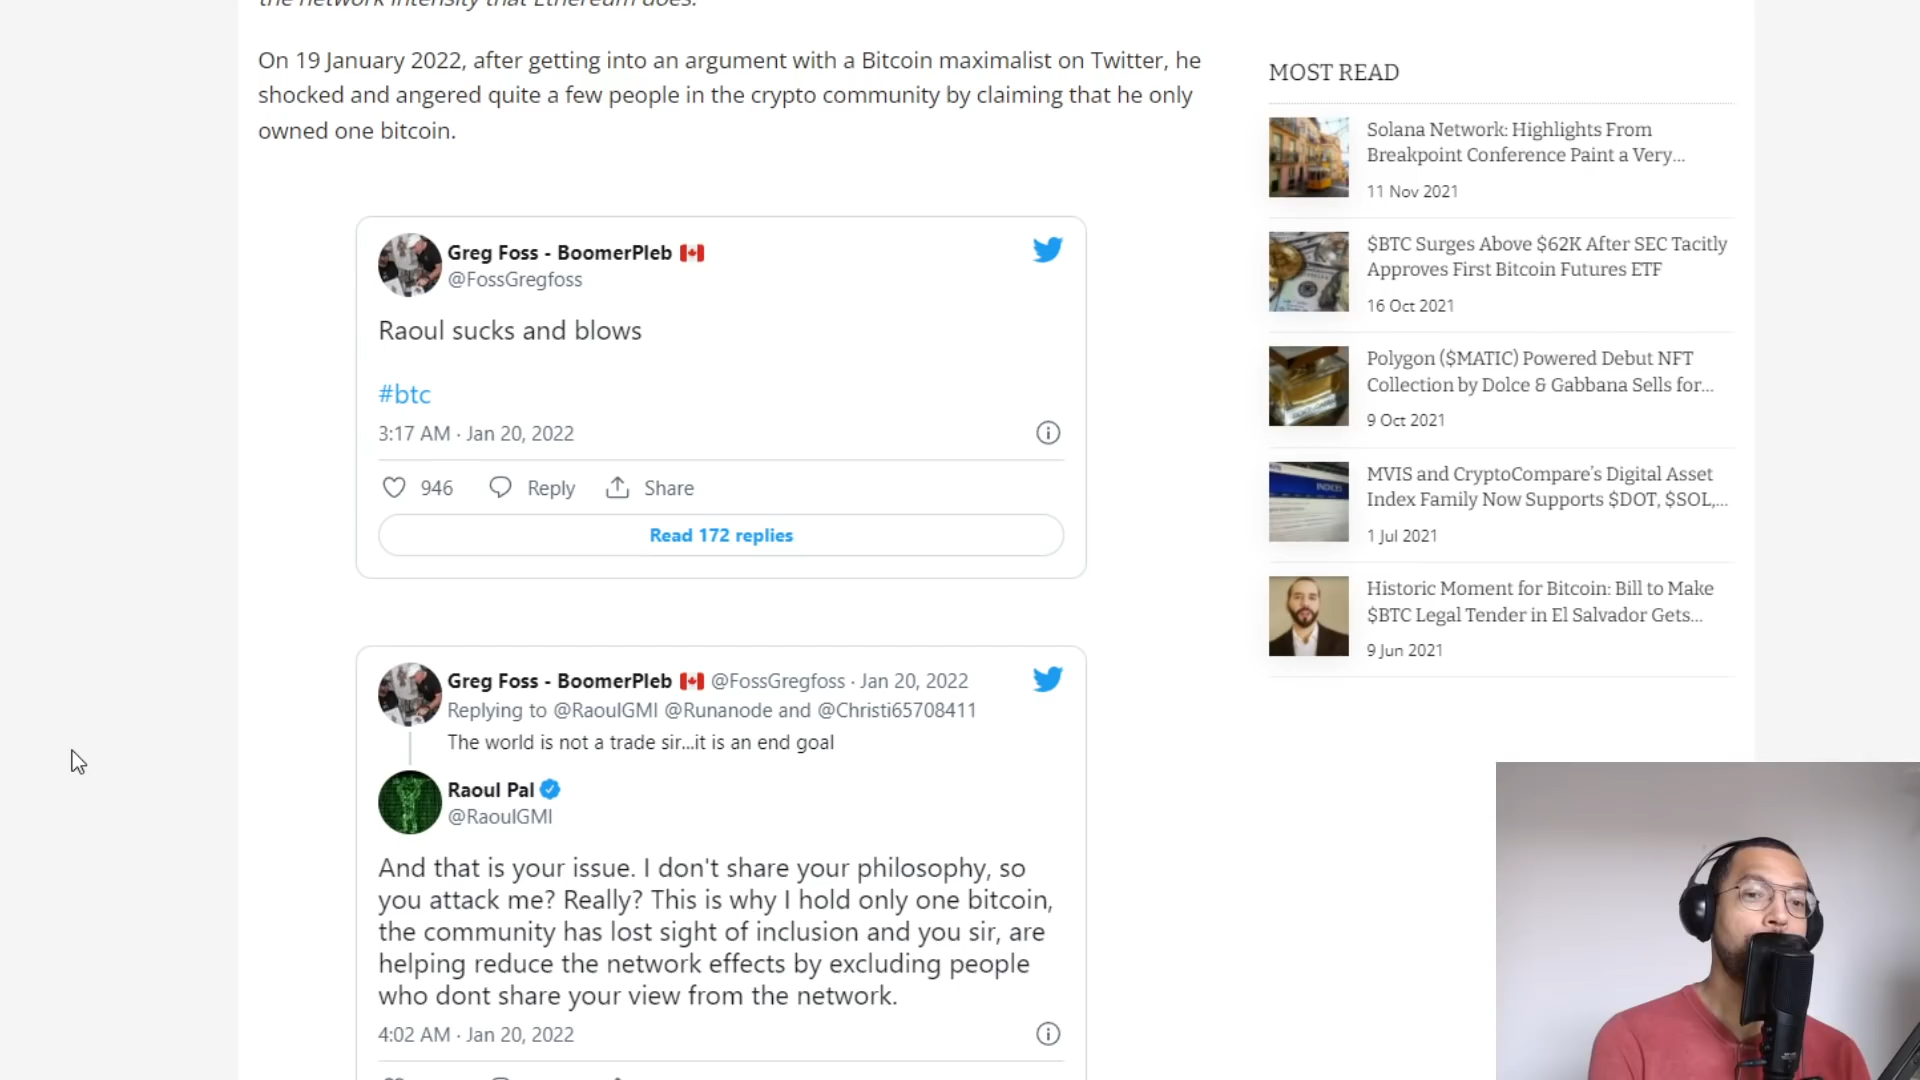 the network intensity that Ethereum does.
On 19 January 2022, after getting into an argument with a Bitcoin maximalist on Twitter, he
shocked and angered quite a few people in the crypto community by claiming that he only
owned one bitcoin.
Greg Foss - BoomerPleb
@FossGregfoss
Raoul sucks and blows
#btc
3:17 AM · Jan 20, 2022
946 Reply Share
Read 172 replies
Greg Foss - BoomerPleb @FossGregfoss · Jan 20, 2022
Replying to @RaoulGMI @Runanode and @Christi65708411
The world is not a trade sir...it is an end goal
Raoul Pal
@RaoulGMI
And that is your issue. I don't share your philosophy, so
you attack me? Really? This is why I hold only one bitcoin,
the community has lost sight of inclusion and you sir, are
helping reduce the network effects by excluding people
who dont share your view from the network.
4:02 AM · Jan 20, 2022
MOST READ
Solana Network: Highlights From
Breakpoint Conference Paint a Very...
11 Nov 2021
$BTC Surges Above $62K After SEC Tacitly
Approves First Bitcoin Futures ETF
16 Oct 2021
Polygon ($MATIC) Powered Debut NFT
Collection by Dolce & Gabbana Sells for...
9 Oct 2021
INDICES
MVIS and CryptoCompare's Digital Asset
Index Family Now Supports $DOT, $SOL,...
1 Jul 2021
Historic Moment for Bitcoin: Bill to Make
$BTC Legal Tender in El Salvador Gets...
9 Jun 2021